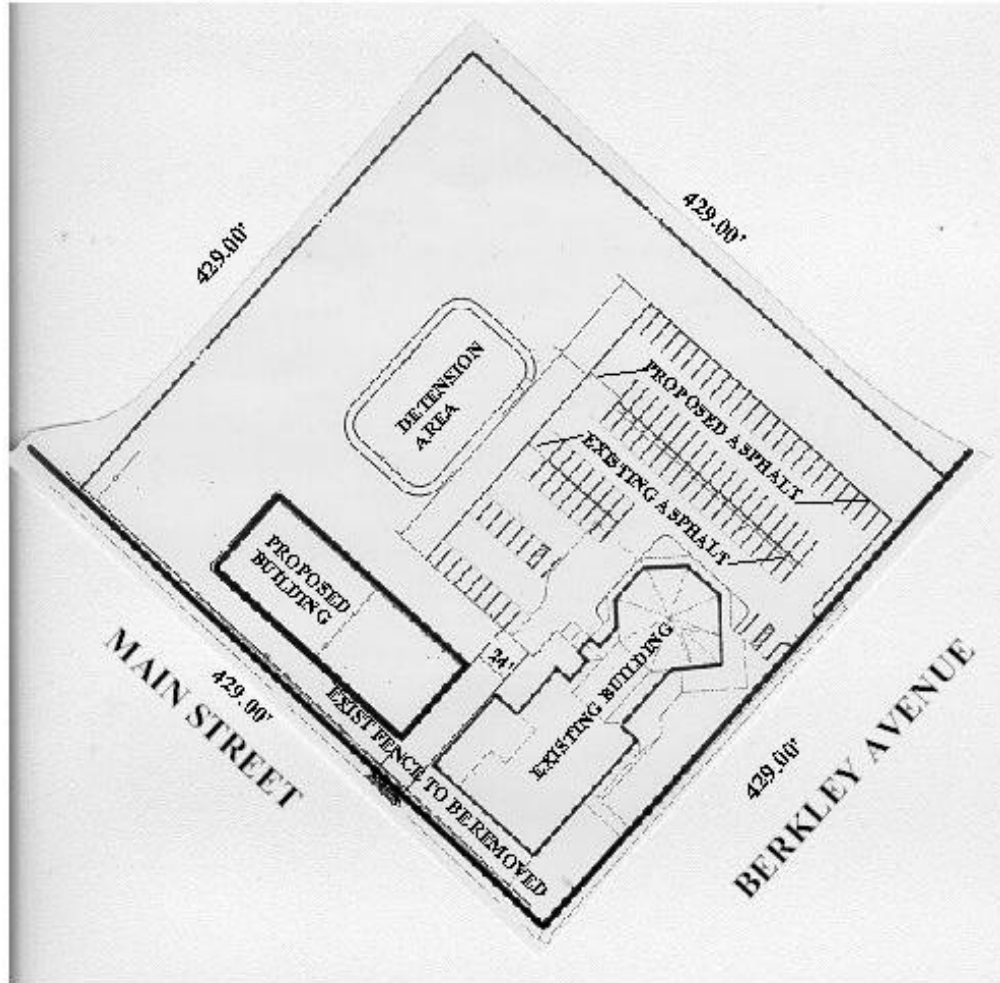 429.00'
429.00'
DETENSION
AREA
PROPOSED ASPHALT
EXISTING ASPHALT
PROPOSED
BUILDING
24'
EXISTING BUILDING
MAIN STREET
429.00'
EXIST FENCE TO BE REMOVED
429.00'
BERKLEY AVENUE